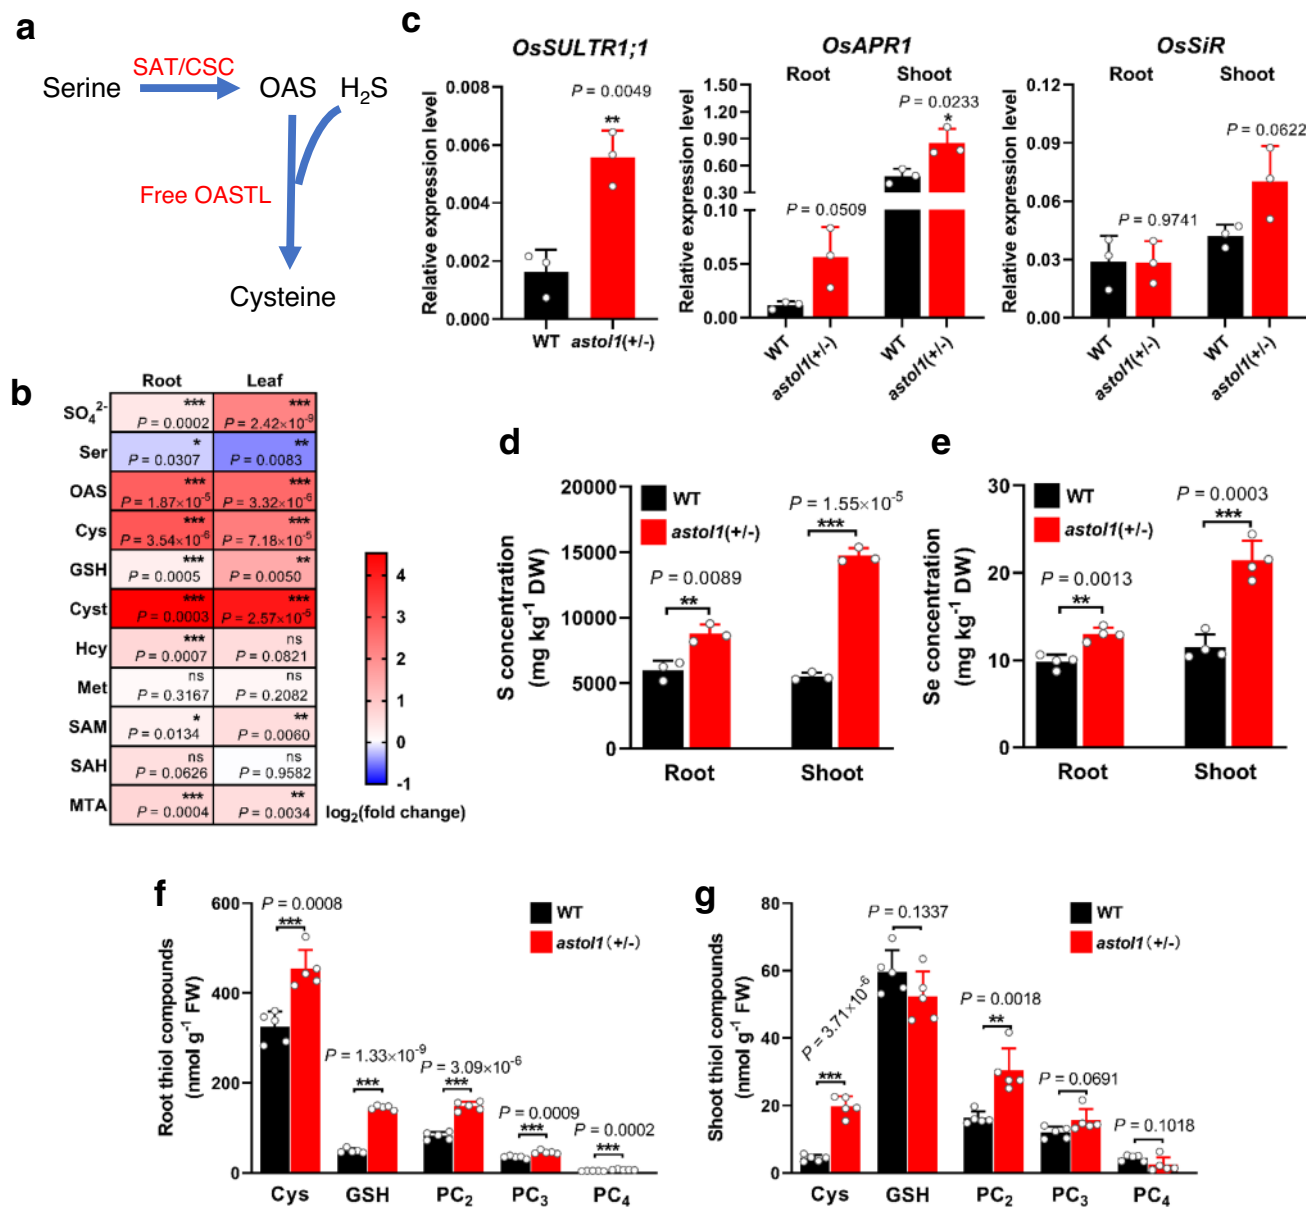 a
SAT/CSC
Serine
OAS
H₂S
Free OASTL
Cysteine
b
Root
Leaf
SO₄²⁻
***
P = 0.0002
***
P = 2.42×10⁻⁹
Ser
*
P = 0.0307
**
P = 0.0083
OAS
***
P = 1.87×10⁻⁵
***
P = 3.32×10⁻⁶
Cys
***
P = 3.54×10⁻⁶
***
P = 7.18×10⁻⁵
GSH
***
P = 0.0005
**
P = 0.0050
Cyst
***
P = 0.0003
***
P = 2.57×10⁻⁵
Hcy
***
P = 0.0007
ns
P = 0.0821
Met
ns
P = 0.3167
ns
P = 0.2082
SAM
*
P = 0.0134
**
P = 0.0060
SAH
ns
P = 0.0626
ns
P = 0.9582
MTA
***
P = 0.0004
**
P = 0.0034
4
3
2
1
0
-1
log₂(fold change)
c
OsSULTR1;1
Relative expression level
0.008
0.006
0.004
0.002
0.000
P = 0.0049
**
WT
astol1(+/-)
OsAPR1
Root
Shoot
Relative expression level
1.50
1.20
0.90
0.60
0.30
0.10
0.05
0.00
P = 0.0509
P = 0.0233
*
WT
astol1(+/-)
WT
astol1(+/-)
OsSiR
Root
Shoot
Relative expression level
0.12
0.09
0.06
0.03
0.00
P = 0.9741
P = 0.0622
WT
astol1(+/-)
WT
astol1(+/-)
d
S concentration
(mg kg⁻¹ DW)
20000
15000
10000
5000
0
WT
astol1(+/-)
P = 0.0089
**
P = 1.55×10⁻⁵
***
Root
Shoot
e
Se concentration
(mg kg⁻¹ DW)
30
20
10
0
WT
astol1(+/-)
P = 0.0013
**
P = 0.0003
***
Root
Shoot
f
Root thiol compounds
(nmol g⁻¹ FW)
600
400
200
0
WT
astol1(+/-)
P = 0.0008
***
P = 1.33×10⁻⁹
***
P = 3.09×10⁻⁶
***
P = 0.0009
***
P = 0.0002
***
Cys
GSH
PC₂
PC₃
PC₄
g
Shoot thiol compounds
(nmol g⁻¹ FW)
80
60
40
20
0
WT
astol1(+/-)
P = 3.71×10⁻⁶
***
P = 0.1337
P = 0.0018
**
P = 0.0691
P = 0.1018
Cys
GSH
PC₂
PC₃
PC₄